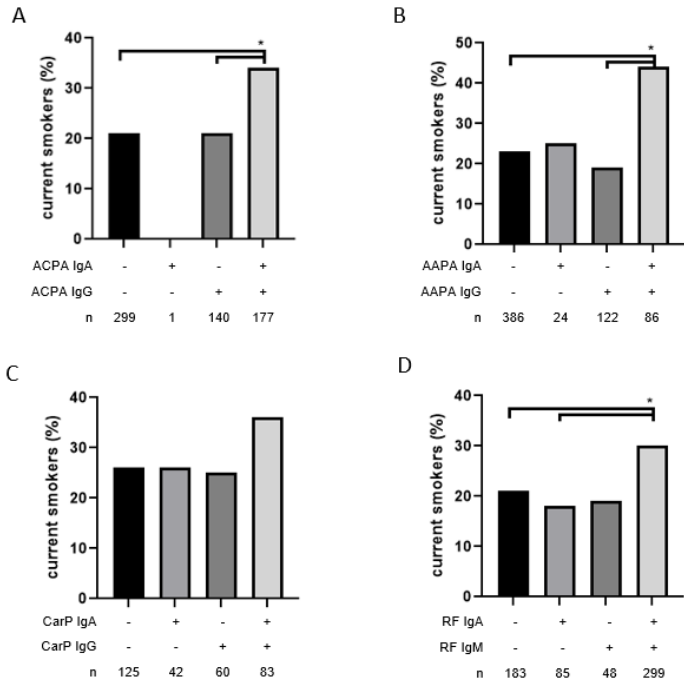 A
40
30
20
10
0
current smokers (%)
*
ACPA IgA - + - +
ACPA IgG - - + +
n 299 1 140 177
B
50
40
30
20
10
0
current smokers (%)
*
AAPA IgA - + - +
AAPA IgG - - + +
n 386 24 122 86
C
40
30
20
10
0
current smokers (%)
CarP IgA - + - +
CarP IgG - - + +
n 125 42 60 83
D
40
30
20
10
0
current smokers (%)
*
RF IgA - + - +
RF IgM - - + +
n 183 85 48 299